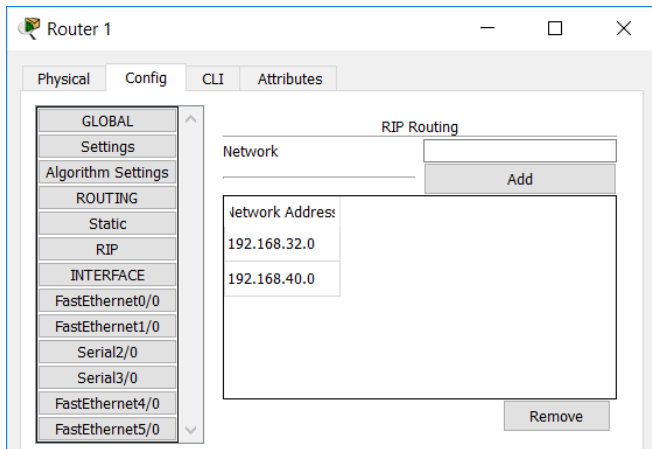 Router 1
Physical Config CLI Attributes
GLOBAL
Settings
Algorithm Settings
ROUTING
Static
RIP
INTERFACE
FastEthernet0/0
FastEthernet1/0
Serial2/0
Serial3/0
FastEthernet4/0
FastEthernet5/0
RIP Routing
Network
Add
Network Address
192.168.32.0
192.168.40.0
Remove